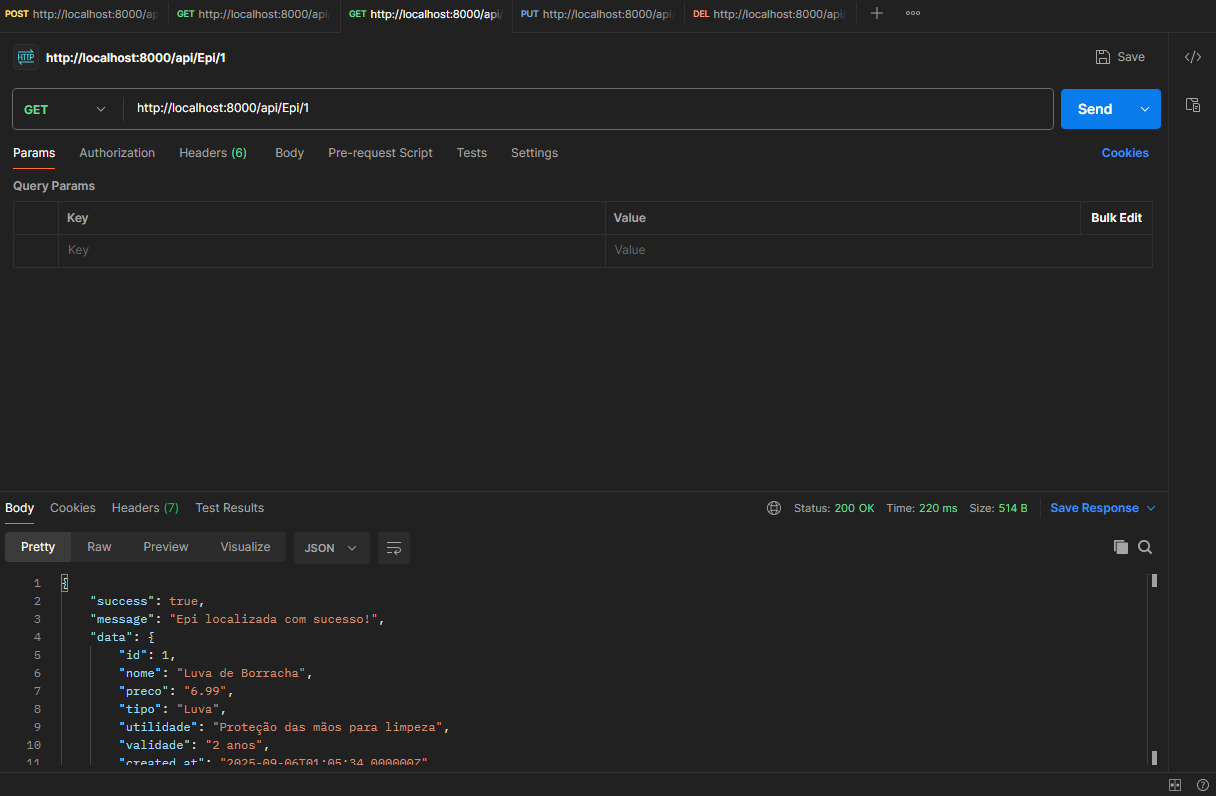 POST http://localhost:8000/ap GET http://localhost:8000/api/ GET http://localhost:8000/api/ PUT http://localhost:8000/api/ DEL http://localhost:8000/api/
HTTP http://localhost:8000/api/Epi/1 Save </>
GET http://localhost:8000/api/Epi/1 Send
Params Authorization Headers (6) Body Pre-request Script Tests Settings Cookies
Query Params
Key Value Bulk Edit
Key Value
Body Cookies Headers (7) Test Results Status: 200 OK Time: 220 ms Size: 514 B Save Response
Pretty Raw Preview Visualize JSON
1 {
2 "success": true,
3 "message": "Epi localizada com sucesso!",
4 "data": {
5 "id": 1,
6 "nome": "Luva de Borracha",
7 "preco": "6.99",
8 "tipo": "Luva",
9 "utilidade": "Proteção das mãos para limpeza",
10 "validade": "2 anos",
11 "created_at": "2025-09-06T01:05:34.000000Z"